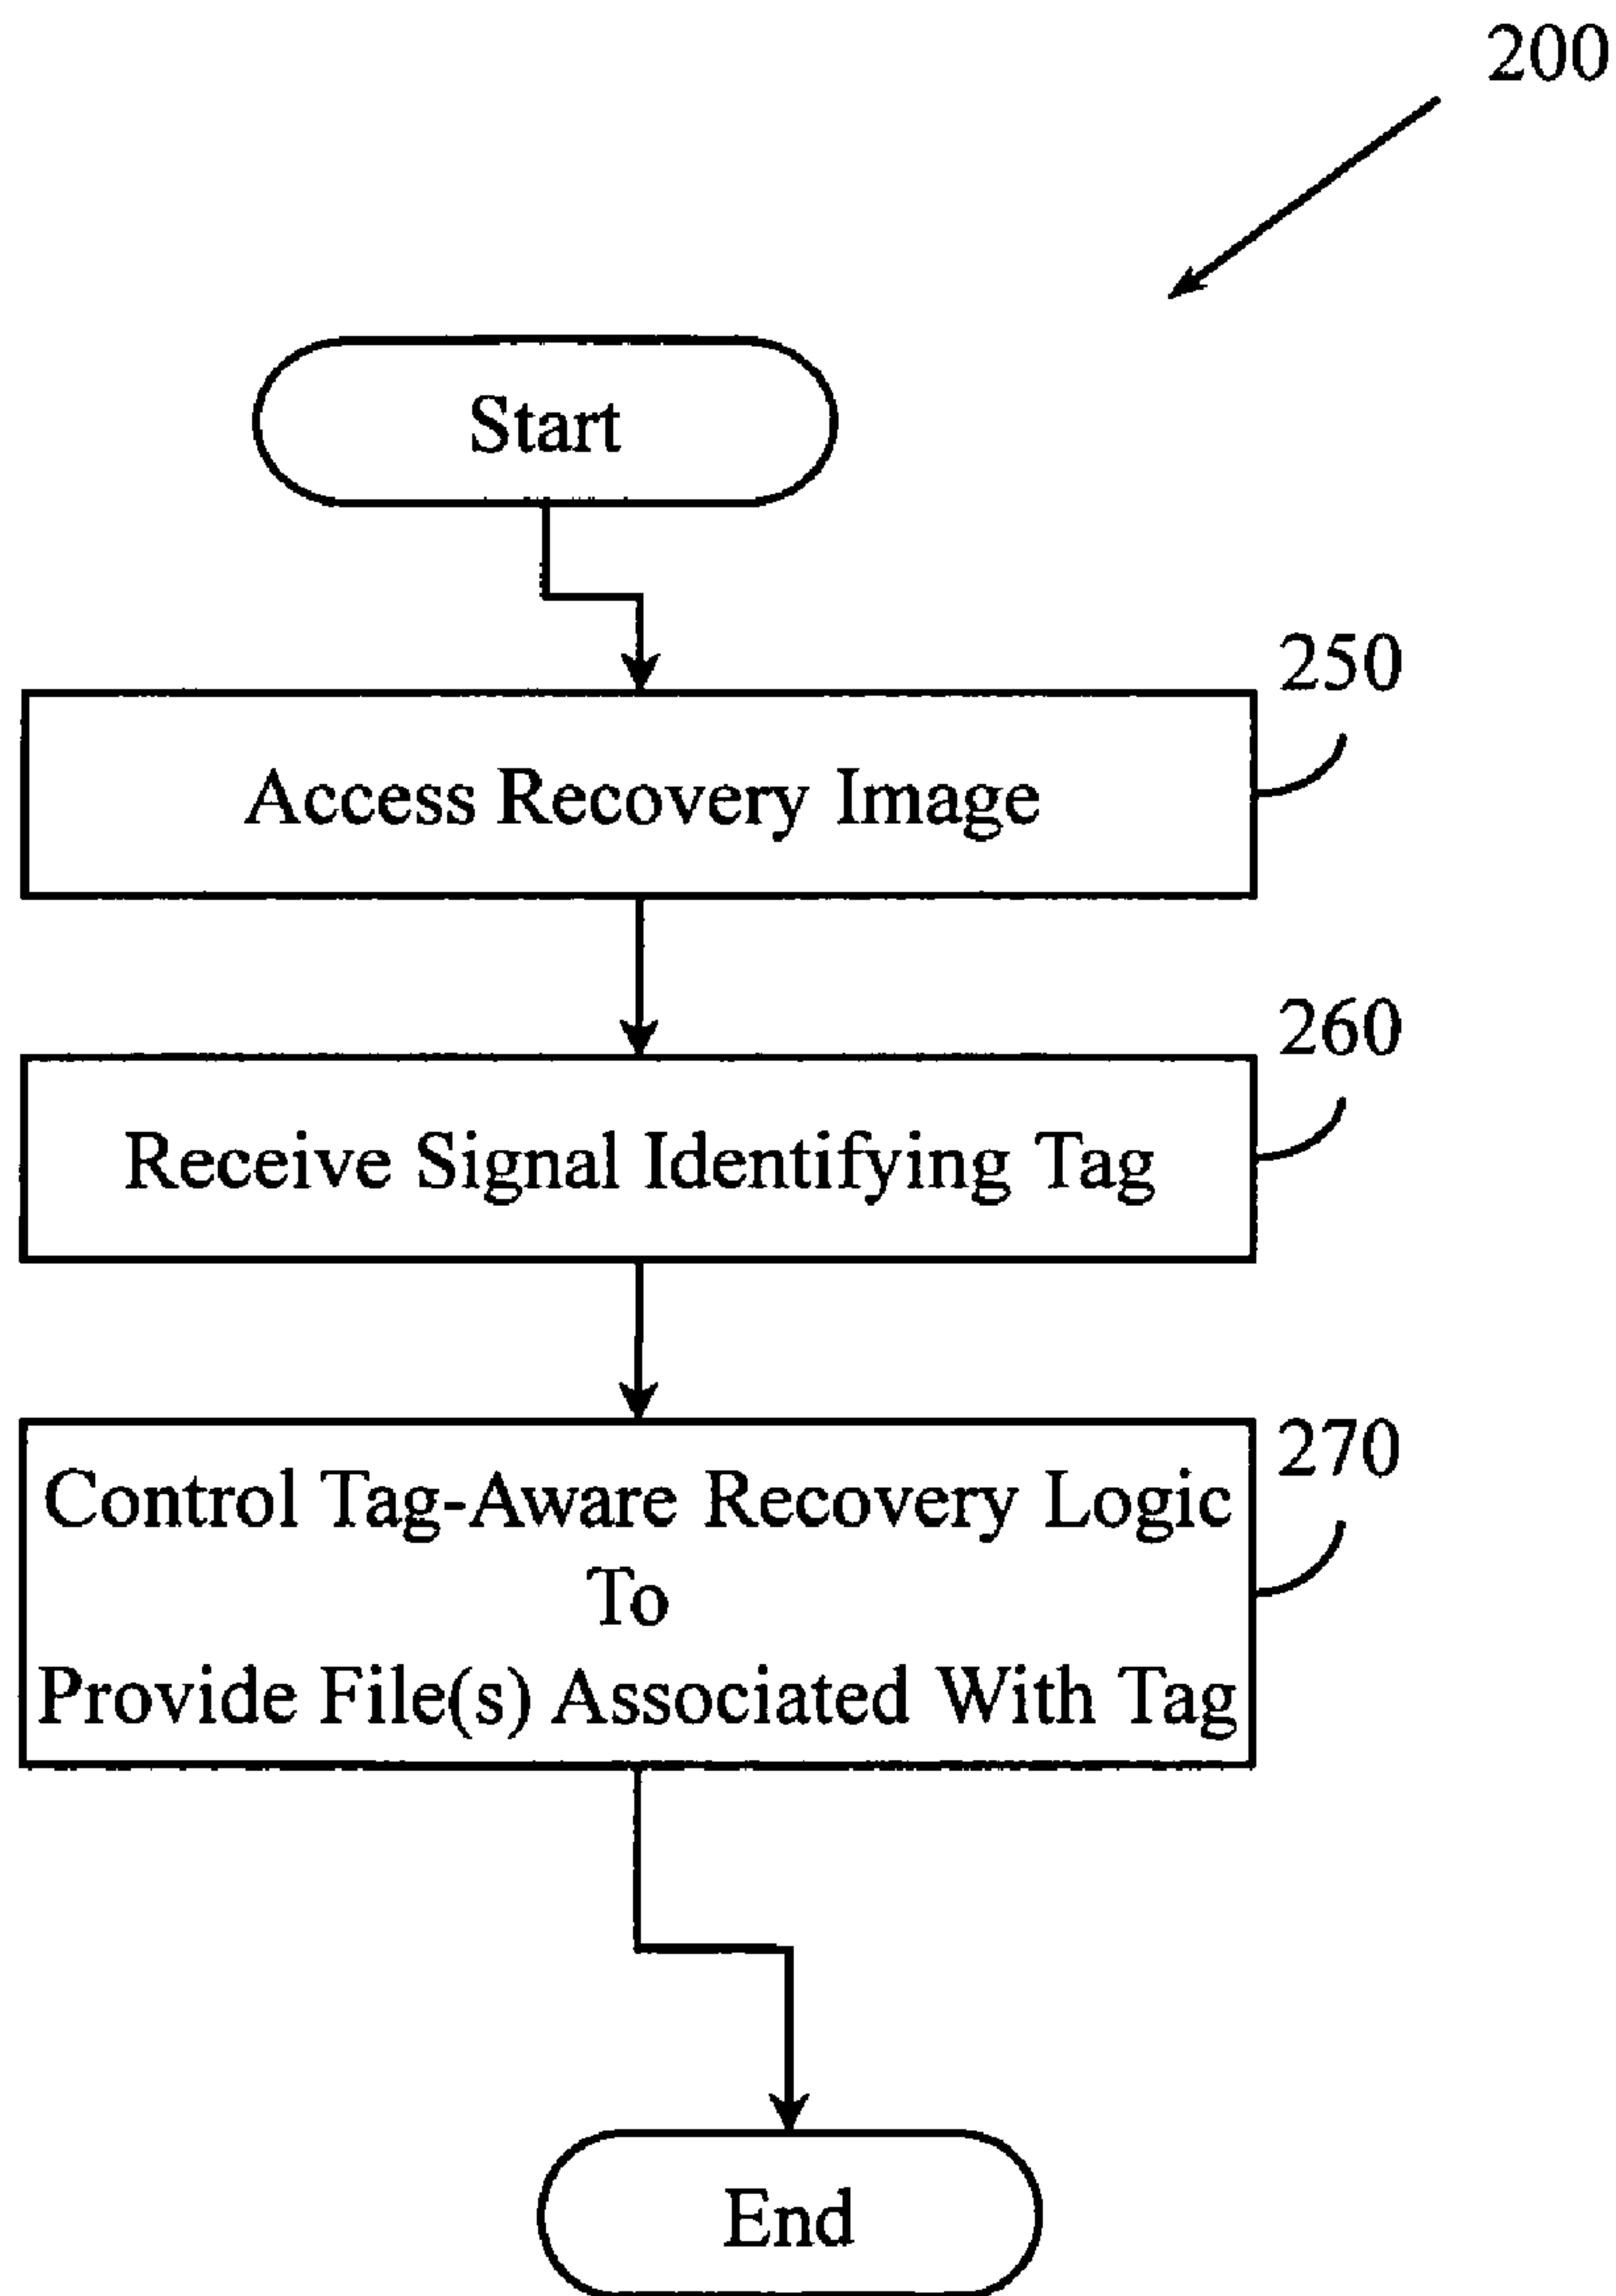 200
Start
250
Access Recovery Image
260
Receive Signal Identifying Tag
270
Control Tag-Aware Recovery Logic
To
Provide File(s) Associated With Tag
End